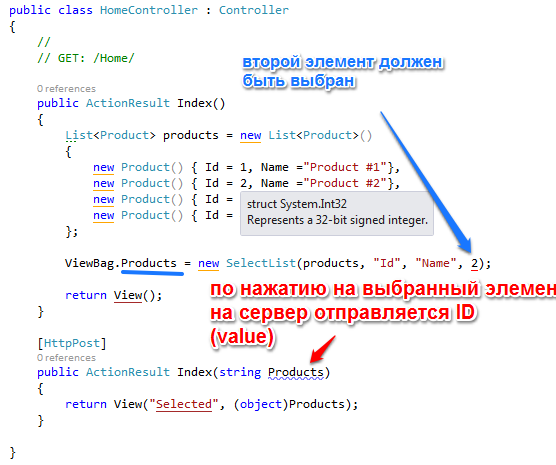 public class HomeController : Controller
{
//
// GET: /Home/
второй элемент должен
быть выбран
0 references
public ActionResult Index()
{
List<Product> products = new List<Product>()
{
new Product() { Id = 1, Name ="Product #1"},
new Product() { Id = 2, Name ="Product #2"},
new Product() { Id =
new Product() { Id =
struct System.Int32
Represents a 32-bit signed integer.
};
ViewBag.Products = new SelectList(products, "Id", "Name", 2);
return View();
}
по нажатию на выбранный элемен
на сервер отправляется ID
(value)
[HttpPost]
0 references
public ActionResult Index(string Products)
{
return View("Selected", (object)Products);
}
}